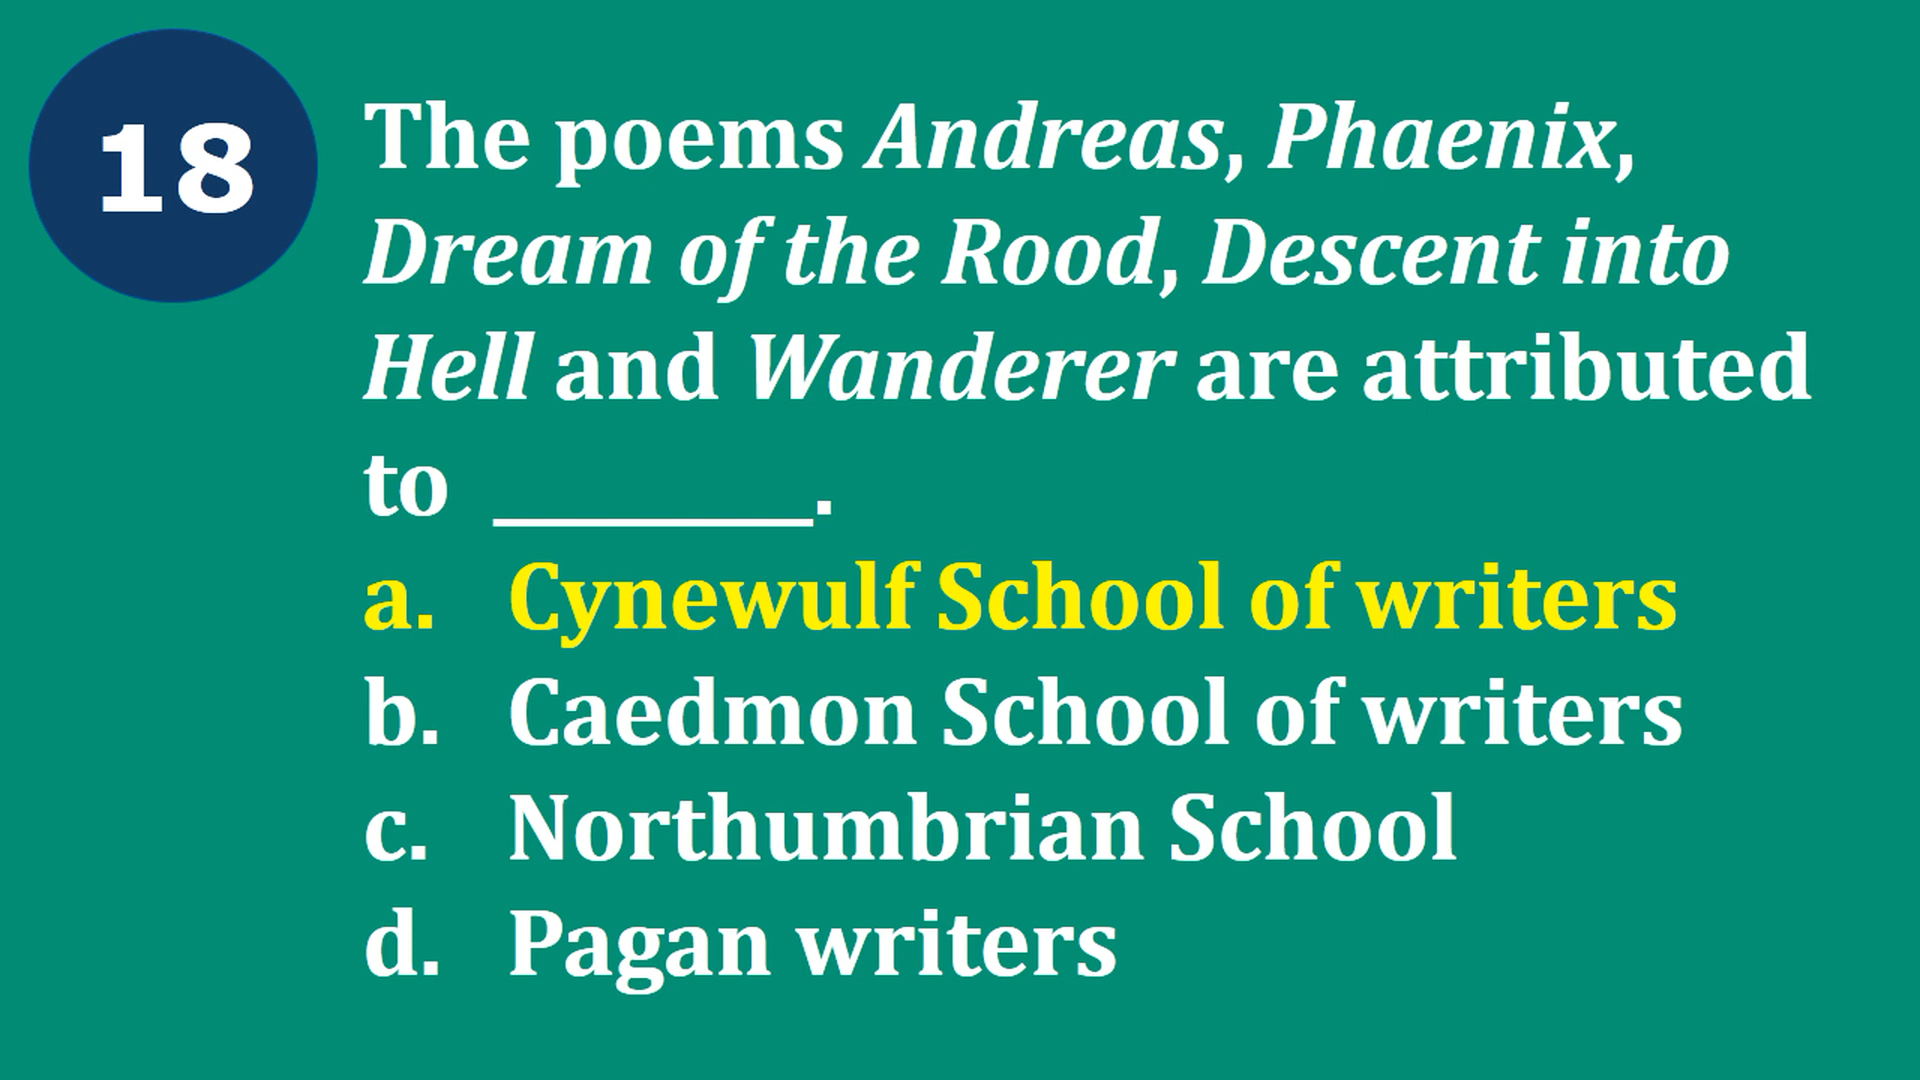 18
The poems Andreas, Phaenix,
Dream of the Rood, Descent into
Hell and Wanderer are attributed
to ________.
a. Cynewulf School of writers
b. Caedmon School of writers
c. Northumbrian School
d. Pagan writers